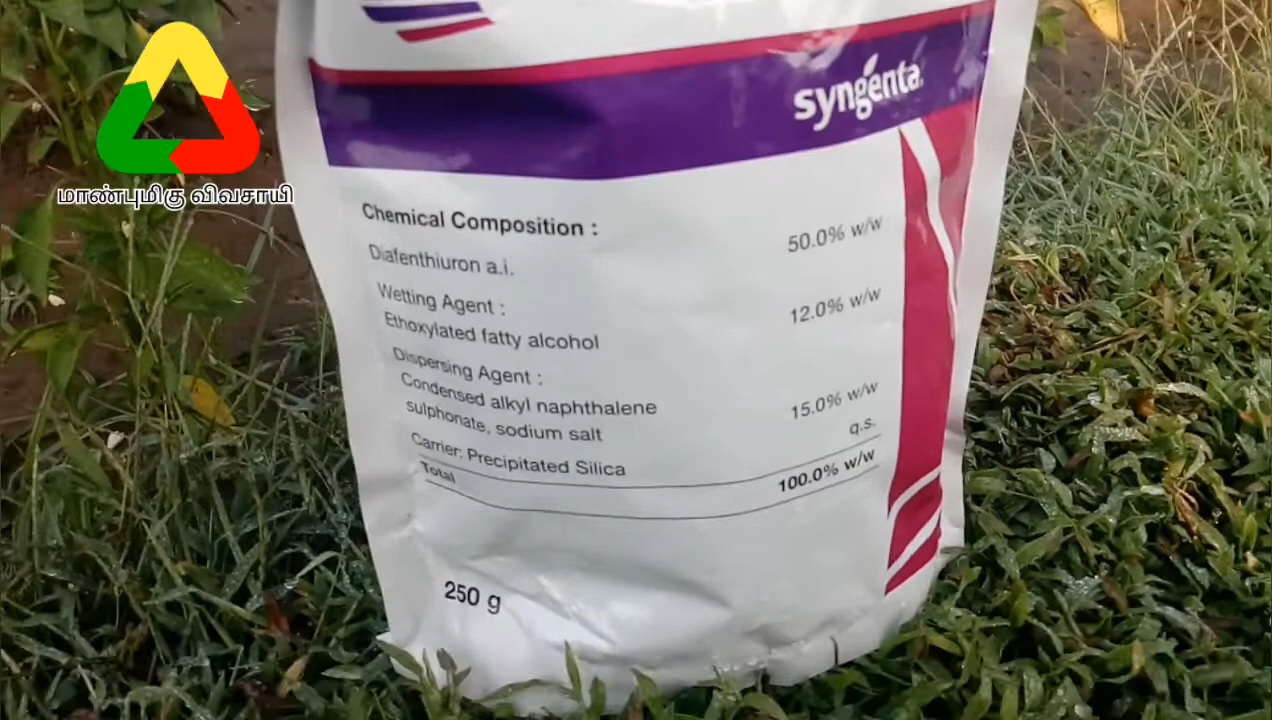 மாண்புமிகு விவசாயி
syngenta
Chemical Composition :
Diafenthiuron a.i. 50.0% w/w
Wetting Agent :
Ethoxylated fatty alcohol 12.0% w/w
Dispersing Agent :
Condensed alkyl naphthalene
sulphonate, sodium salt 15.0% w/w
Carrier: Precipitated Silica q.s.
Total 100.0% w/w
250 g